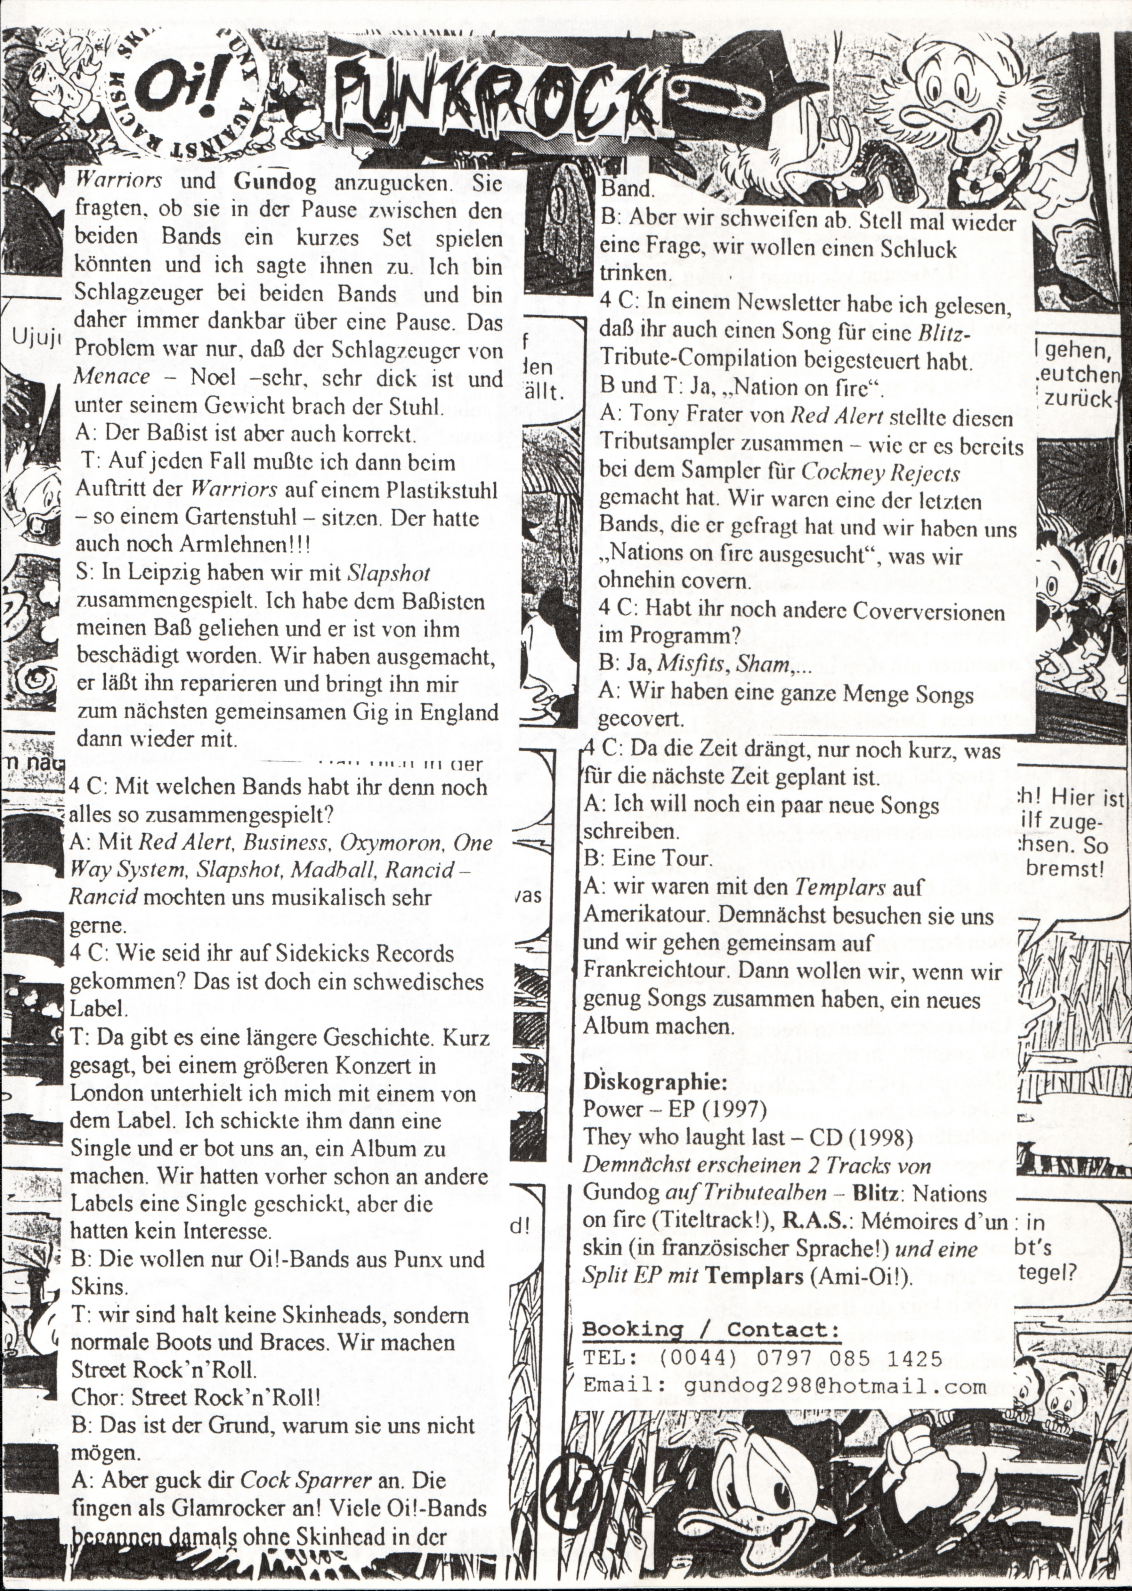 SKINS & PUNX AGAINST RACISM
Oi!
PUNKROCK
Warriors und Gundog anzugucken. Sie
fragten, ob sie in der Pause zwischen den
beiden Bands ein kurzes Set spielen
könnten und ich sagte ihnen zu. Ich bin
Schlagzeuger bei beiden Bands und bin
daher immer dankbar über eine Pause. Das
Problem war nur, daß der Schlagzeuger von
Menace – Noel –sehr, sehr dick ist und
unter seinem Gewicht brach der Stuhl.
A: Der Baßist ist aber auch korrekt.
T: Auf jeden Fall mußte ich dann beim
Auftritt der Warriors auf einem Plastikstuhl
– so einem Gartenstuhl – sitzen. Der hatte
auch noch Armlehnen!!!
S: In Leipzig haben wir mit Slapshot
zusammengespielt. Ich habe dem Baßisten
meinen Baß geliehen und er ist von ihm
beschädigt worden. Wir haben ausgemacht,
er läßt ihn reparieren und bringt ihn mir
zum nächsten gemeinsamen Gig in England
dann wieder mit.
4 C: Mit welchen Bands habt ihr denn noch
alles so zusammengespielt?
A: Mit Red Alert, Business, Oxymoron, One
Way System, Slapshot, Madball, Rancid –
Rancid mochten uns musikalisch sehr
gerne.
4 C: Wie seid ihr auf Sidekicks Records
gekommen? Das ist doch ein schwedisches
Label.
T: Da gibt es eine längere Geschichte. Kurz
gesagt, bei einem größeren Konzert in
London unterhielt ich mich mit einem von
dem Label. Ich schickte ihm dann eine
Single und er bot uns an, ein Album zu
machen. Wir hatten vorher schon an andere
Labels eine Single geschickt, aber die
hatten kein Interesse.
B: Die wollen nur Oi!-Bands aus Punx und
Skins.
T: wir sind halt keine Skinheads, sondern
normale Boots und Braces. Wir machen
Street Rock'n'Roll.
Chor: Street Rock'n'Roll!
B: Das ist der Grund, warum sie uns nicht
mögen.
A: Aber guck dir Cock Sparrer an. Die
fingen als Glamrocker an! Viele Oi!-Bands
begannen damals ohne Skinhead in der
Band.
B: Aber wir schweifen ab. Stell mal wieder
eine Frage, wir wollen einen Schluck
trinken.
4 C: In einem Newsletter habe ich gelesen,
daß ihr auch einen Song für eine Blitz-
Tribute-Compilation beigesteuert habt.
B und T: Ja, „Nation on fire“.
A: Tony Frater von Red Alert stellte diesen
Tributsampler zusammen – wie er es bereits
bei dem Sampler für Cockney Rejects
gemacht hat. Wir waren eine der letzten
Bands, die er gefragt hat und wir haben uns
„Nations on fire ausgesucht“, was wir
ohnehin covern.
4 C: Habt ihr noch andere Coverversionen
im Programm?
B: Ja, Misfits, Sham,...
A: Wir haben eine ganze Menge Songs
gecovert.
4 C: Da die Zeit drängt, nur noch kurz, was
für die nächste Zeit geplant ist.
A: Ich will noch ein paar neue Songs
schreiben.
B: Eine Tour.
A: wir waren mit den Templars auf
Amerikatour. Demnächst besuchen sie uns
und wir gehen gemeinsam auf
Frankreichtour. Dann wollen wir, wenn wir
genug Songs zusammen haben, ein neues
Album machen.
Diskographie:
Power – EP (1997)
They who laught last – CD (1998)
Demnächst erscheinen 2 Tracks von
Gundog auf Tributealben – Blitz: Nations
on fire (Titeltrack!), R.A.S.: Mémoires d'un
skin (in französischer Sprache!) und eine
Split EP mit Templars (Ami-Oi!).
Booking / Contact:
TEL: (0044) 0797 085 1425
Email: gundog298@hotmail.com
Ujuju
den
ällt.
gehen,
eutchen
zurück-
h! Hier ist
ilf zuge-
hsen. So
bremst!
was
d!
in
bt's
tegel?